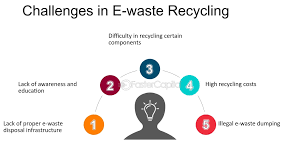 Challenges in E-waste Recycling
Difficulty in recycling certain
components
3
Lack of awareness and
education
2
4
High recycling costs
FasterCapital
Lack of proper e-waste
disposal infrastructure
1
5
Illegal e-waste dumping